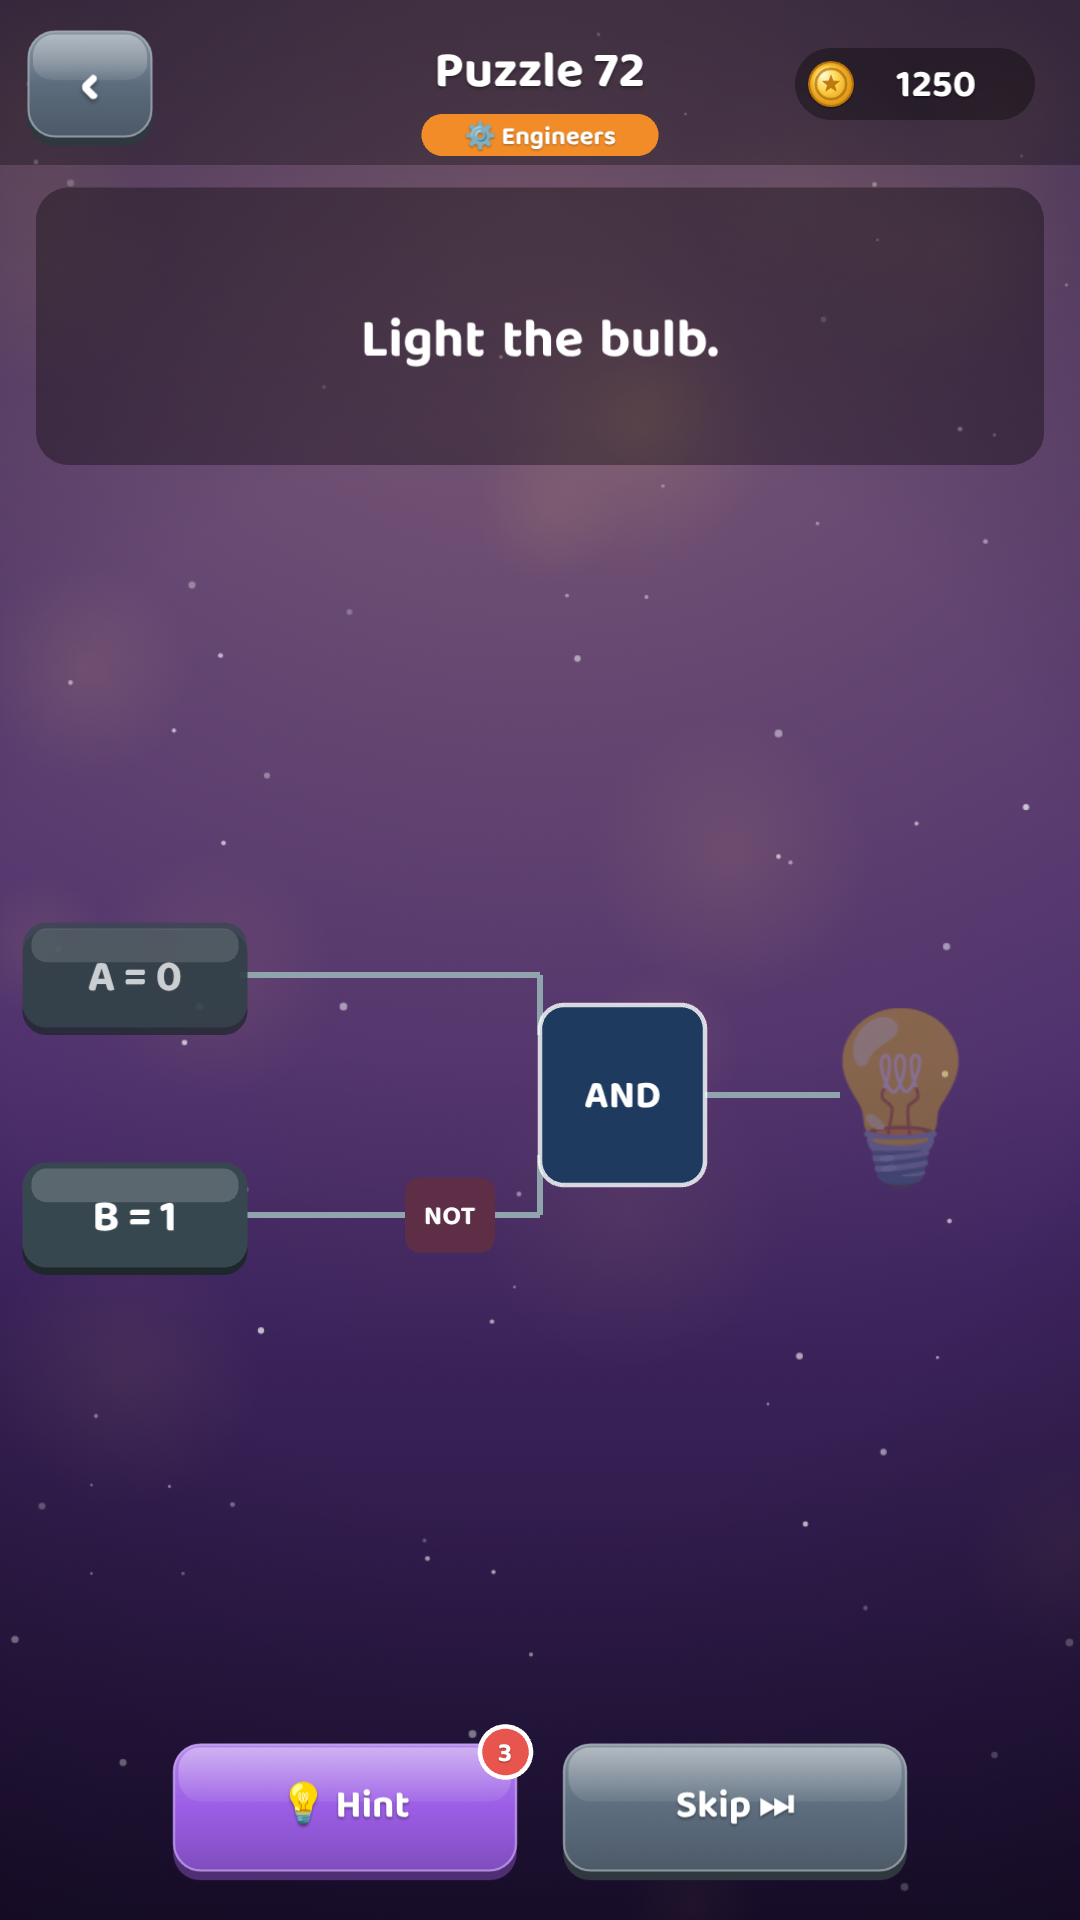 Puzzle 72
1250
⚙️ Engineers
Light the bulb.
A = 0
AND
B = 1
NOT
3
💡 Hint
Skip ⏭